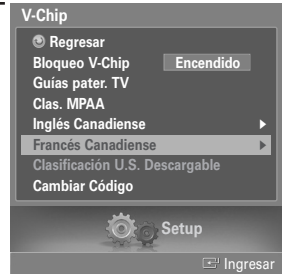 V-Chip
Regresar
Bloqueo V-Chip Encendido
Guías pater. TV
Clas. MPAA
Inglés Canadiense
Francés Canadiense
Clasificación U.S. Descargable
Cambiar Código
Setup
Ingresar